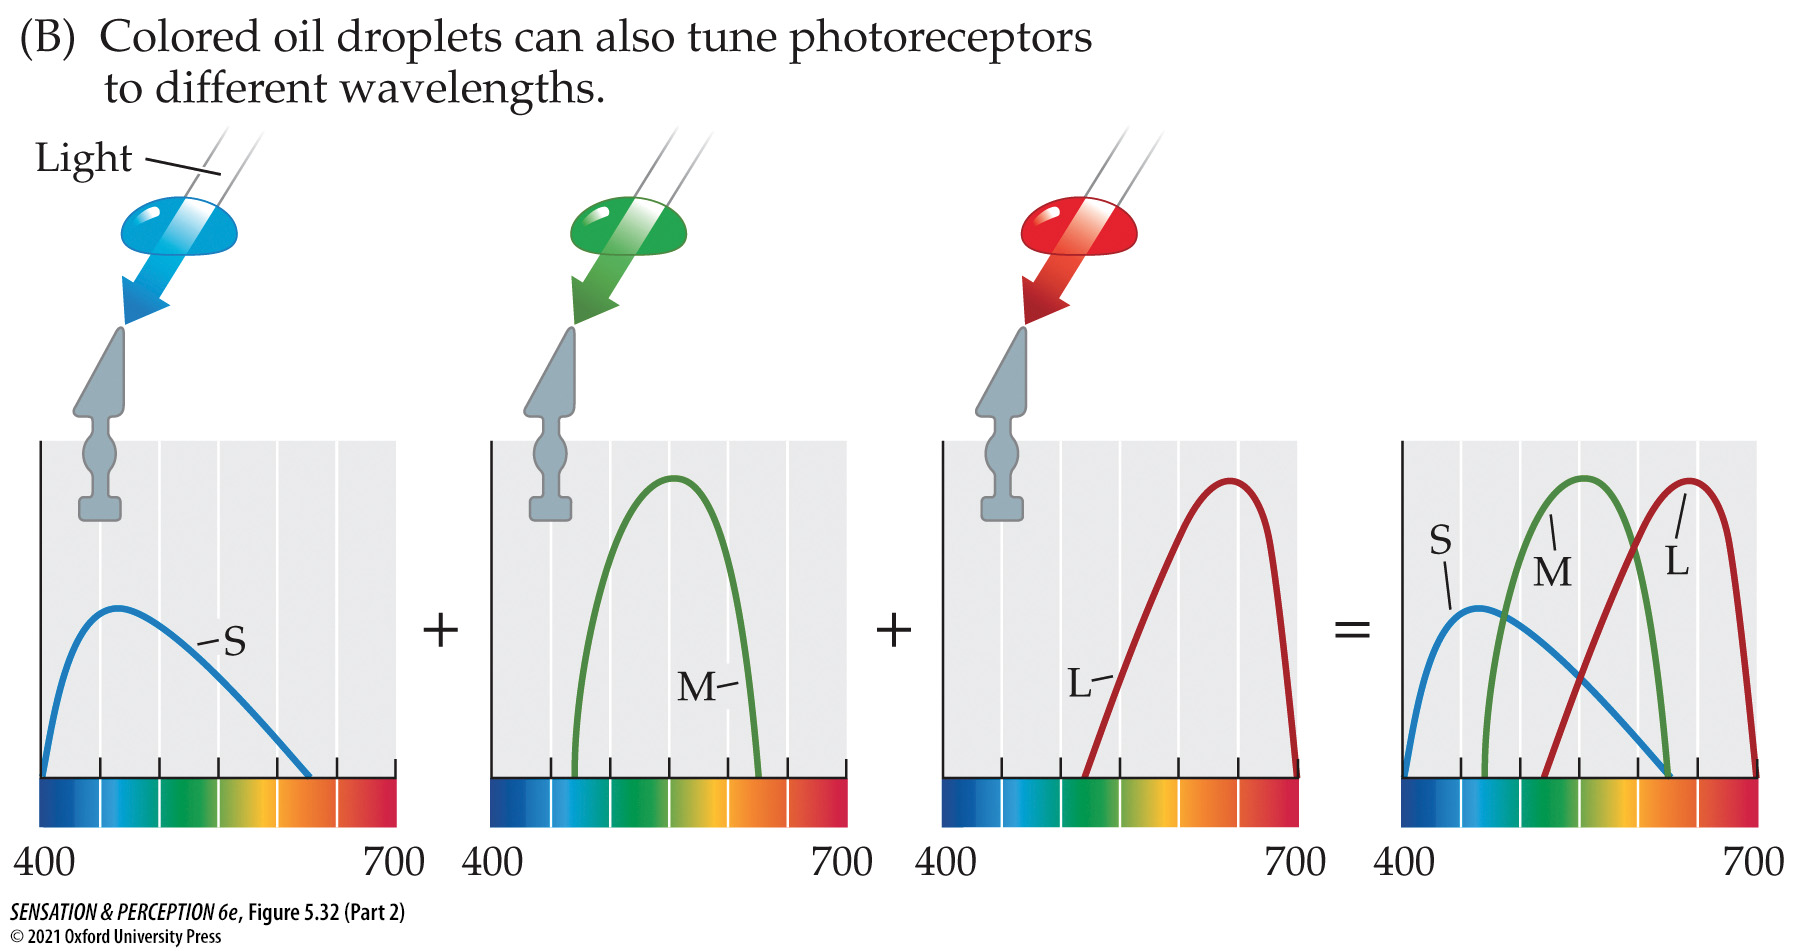 (B) Colored oil droplets can also tune photoreceptors
to different wavelengths.
Light
S
+
M
+
L
=
S
M
L
400
700
400
700
400
700
400
700
SENSATION & PERCEPTION 6e, Figure 5.32 (Part 2)
© 2021 Oxford University Press